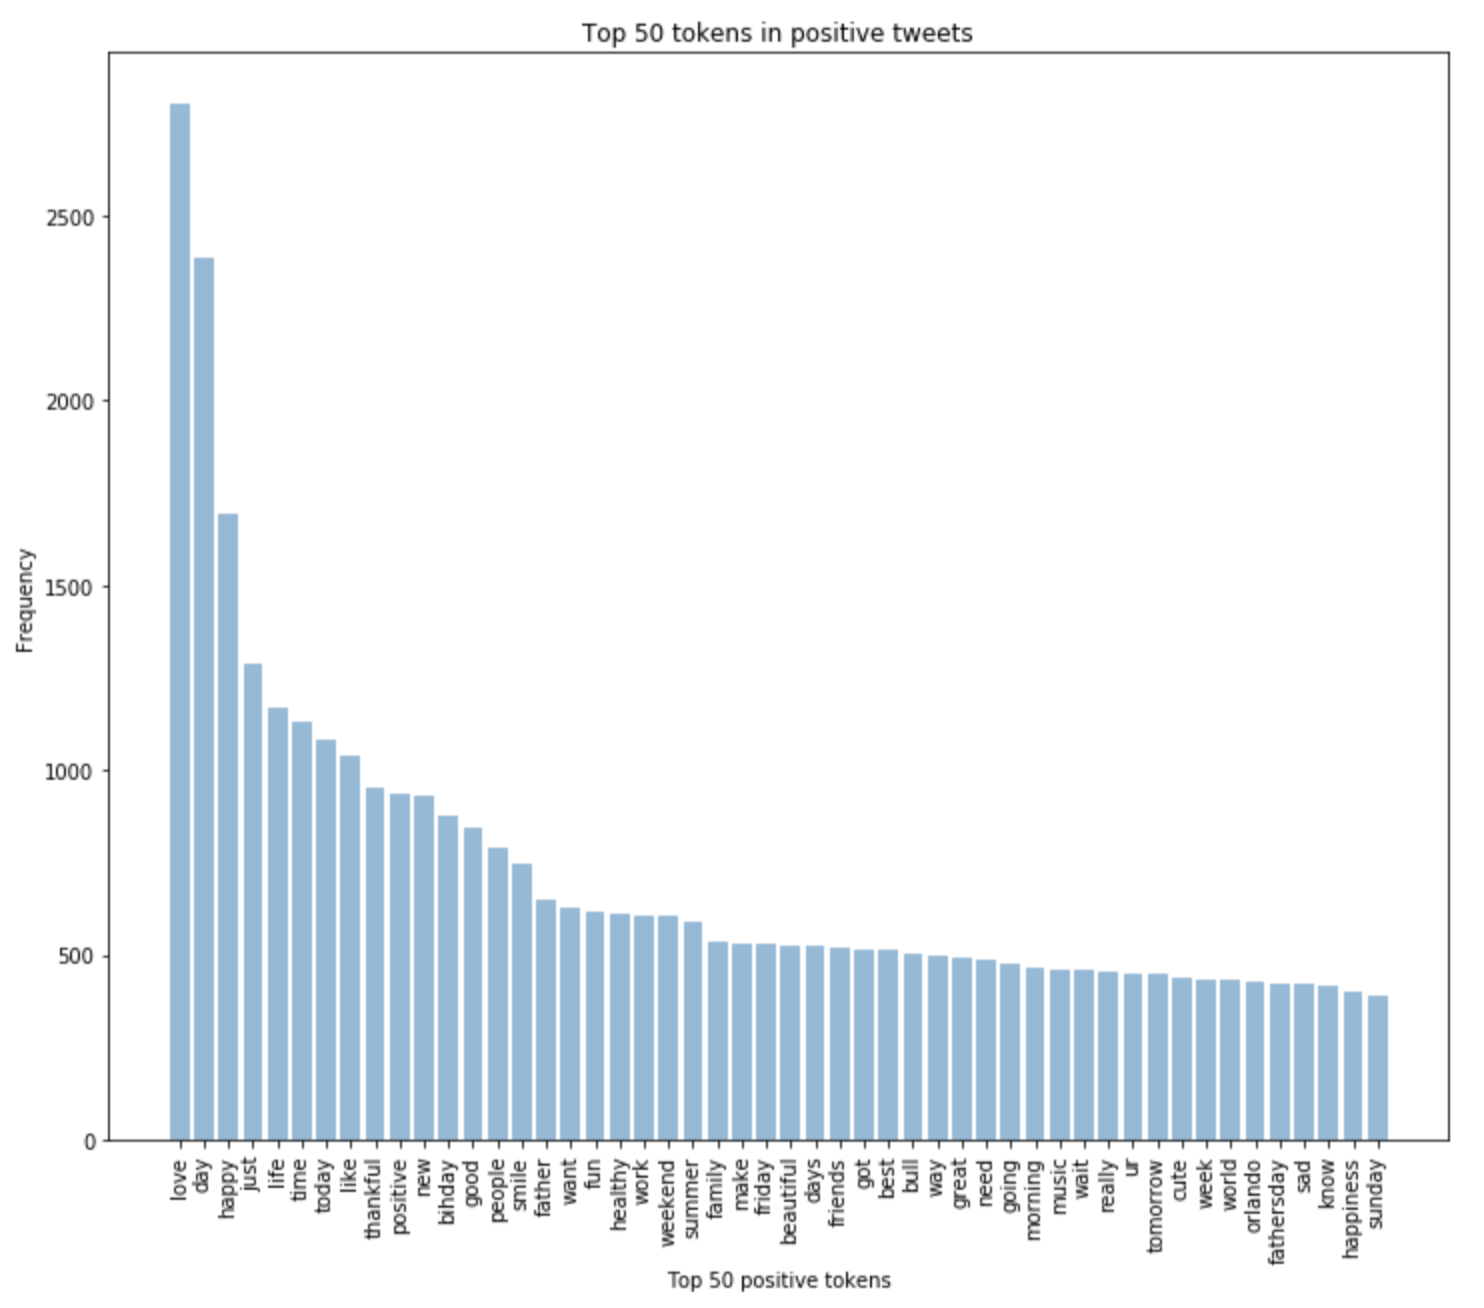 Top 50 tokens in positive tweets
Frequency
2500
2000
1500
1000
500
0
love
day
happy
just
life
time
today
like
thankful
positive
new
bihday
good
people
smile
father
want
fun
healthy
work
weekend
summer
family
make
friday
beautiful
days
friends
got
best
bull
way
great
need
going
morning
music
wait
really
ur
tomorrow
cute
week
world
orlando
fathersday
sad
know
happiness
sunday
Top 50 positive tokens